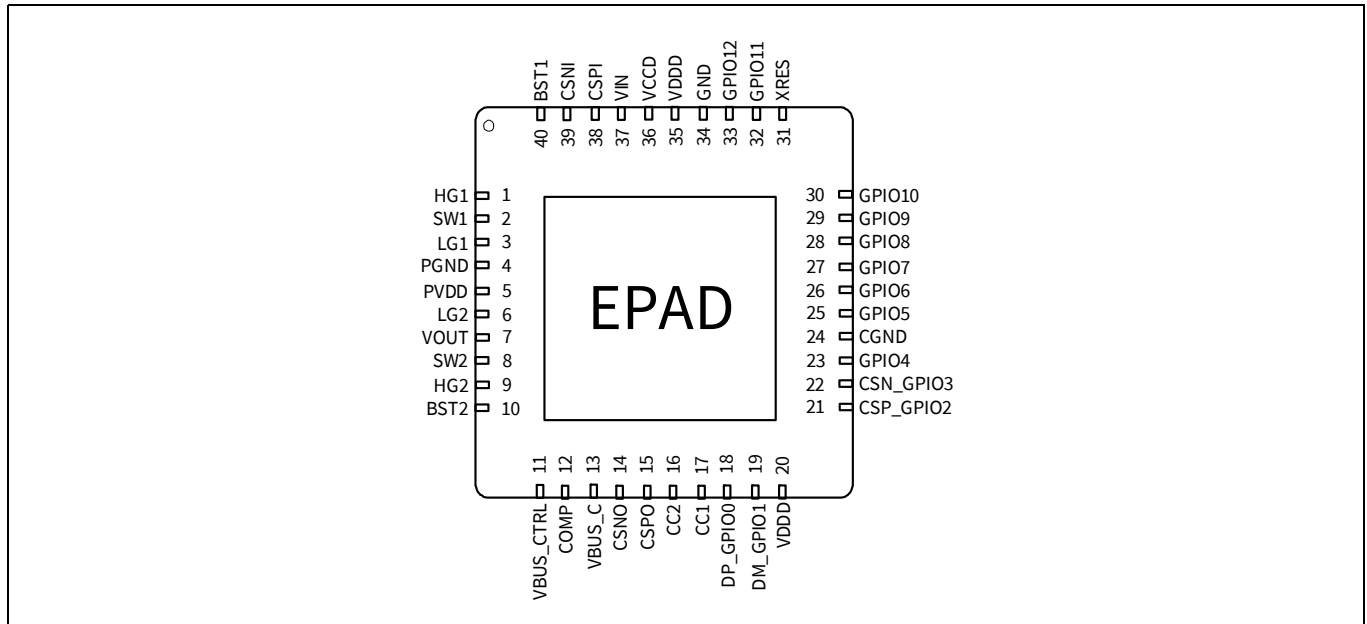 BST1
CSNI
CSPI
VIN
VCCD
VDDD
GND
GPIO12
GPIO11
XRES
40
39
38
37
36
35
34
33
32
31
HG1 1
SW1 2
LG1 3
PGND 4
PVDD 5
LG2 6
VOUT 7
SW2 8
HG2 9
BST2 10
EPAD
30 GPIO10
29 GPIO9
28 GPIO8
27 GPIO7
26 GPIO6
25 GPIO5
24 CGND
23 GPIO4
22 CSN_GPIO3
21 CSP_GPIO2
11
12
13
14
15
16
17
18
19
20
VBUS_CTRL
COMP
VBUS_C
CSNO
CSPO
CC2
CC1
DP_GPIO0
DM_GPIO1
VDDD